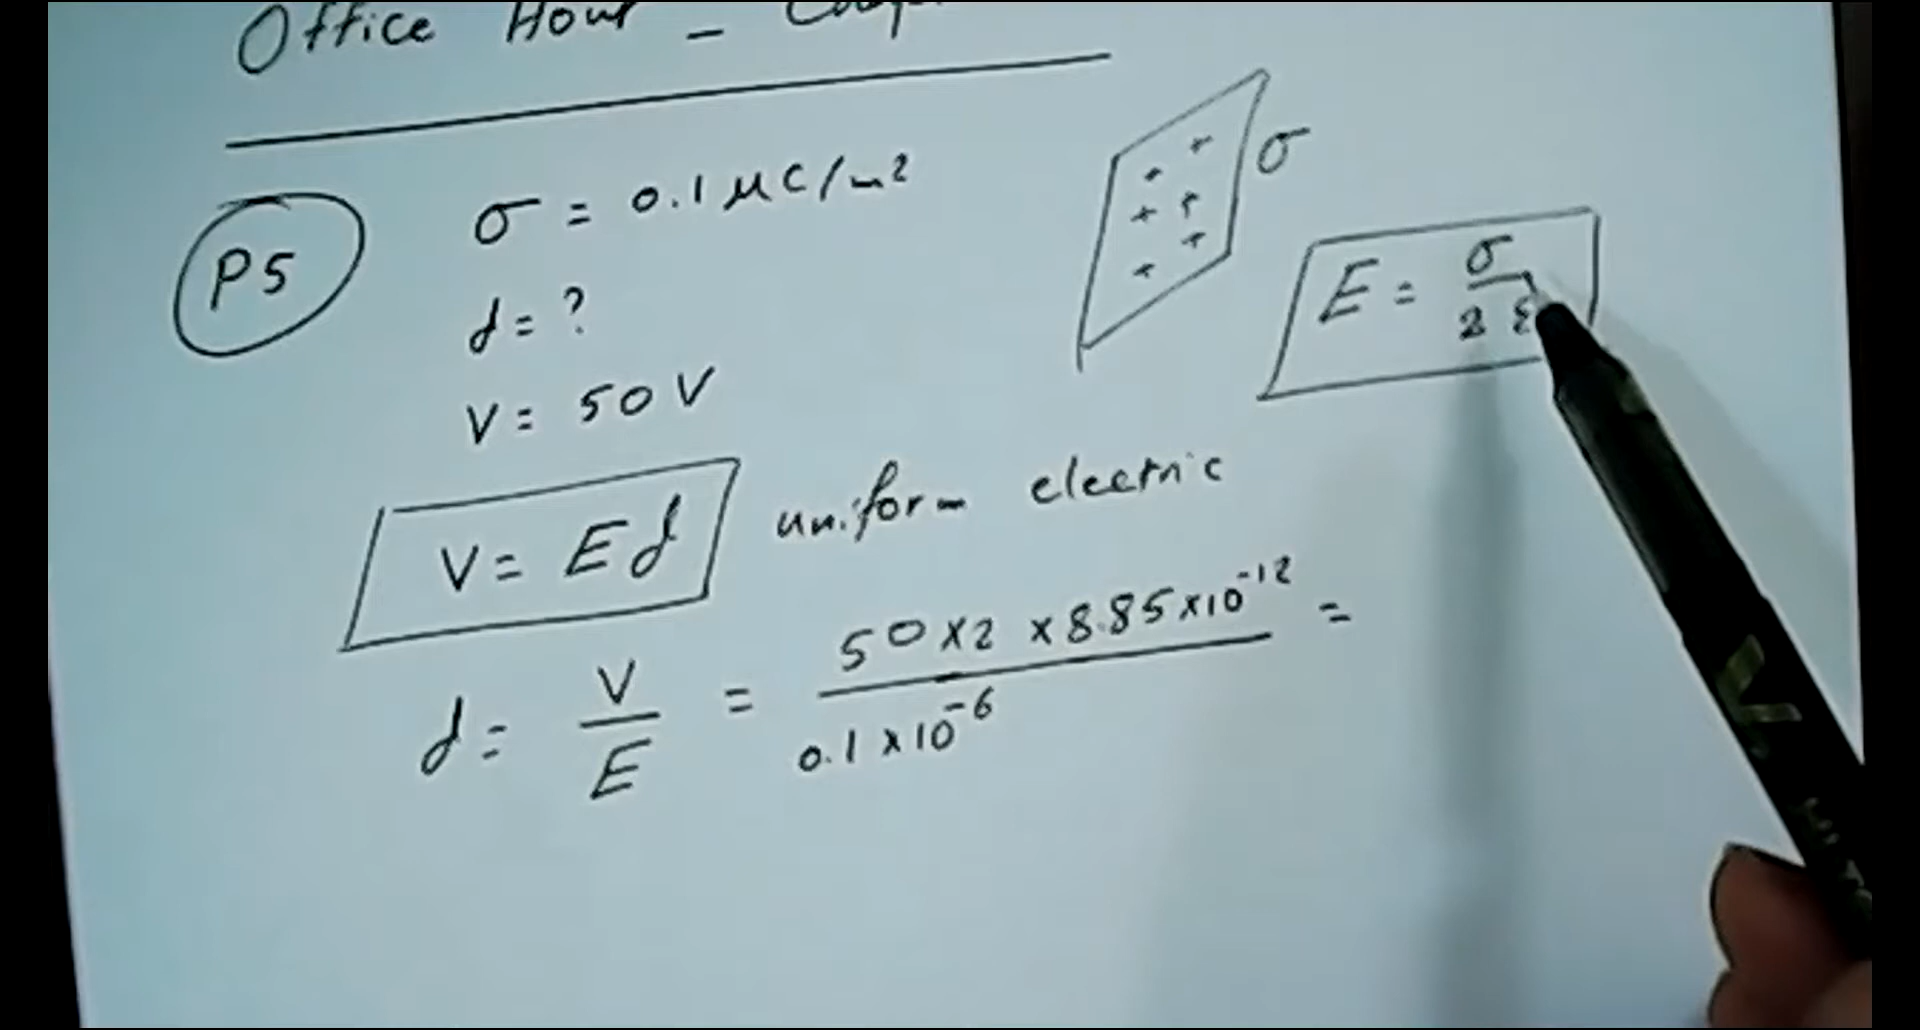 Office Hour -
P5
σ = 0.1 μC/m²
d = ?
V = 50 V
σ
E = σ / 2 ε
V = Ed
uniform electric
d = V / E = 50 × 2 × 8.85 × 10⁻¹² / 0.1 × 10⁻⁶ =